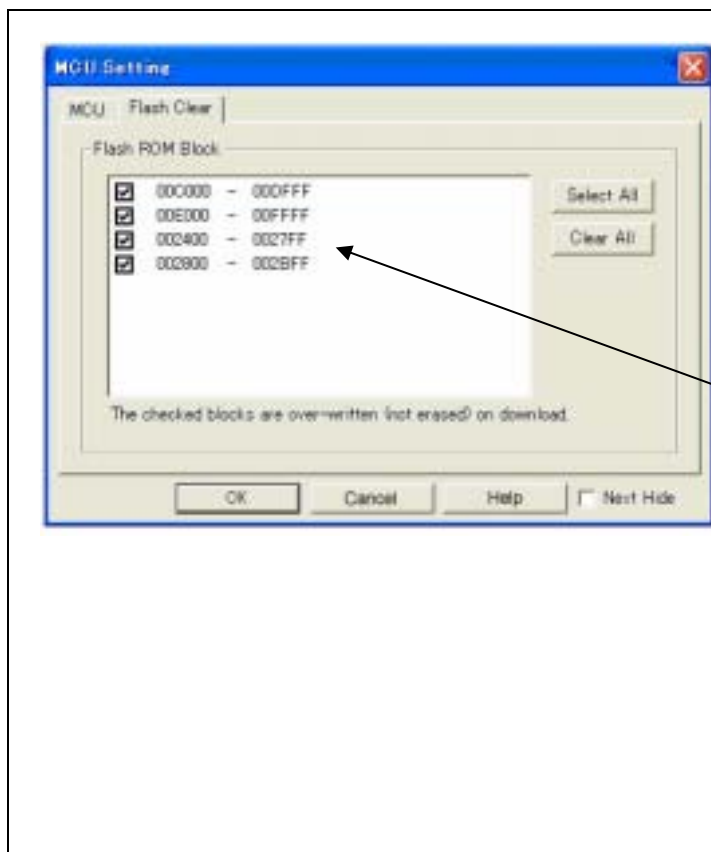 MCU Setting
MCU Flash Clear
Flash ROM Block
00C000 - 00DFFF
00E000 - 00FFFF
002400 - 0027FF
002800 - 002BFF
Select All
Clear All
The checked blocks are over-written (not erased) on download.
OK Cancel Help Next Hide